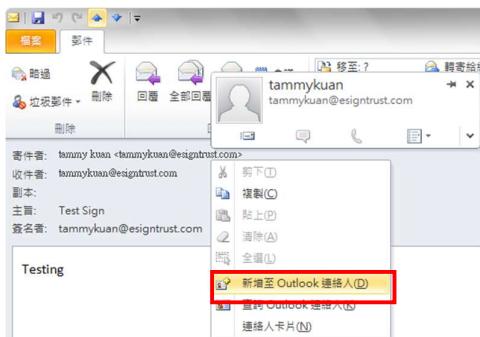 檔案 郵件
略過
垃圾郵件
刪除
回覆
全部回覆
移至: ?
轉寄給經
刪除
tammykuan
tammykuan@esigntrust.com
寄件者: tammy kuan <tammykuan@esigntrust.com>
收件者: tammykuan@esigntrust.com
副本:
主旨: Test Sign
簽名者: tammykuan@esigntrust.com
Testing
剪下(T)
複製(C)
貼上(P)
清除(A)
全選(L)
新增至 Outlook 連絡人(D)
查詢 Outlook 連絡人(K)
連絡人卡片(N)